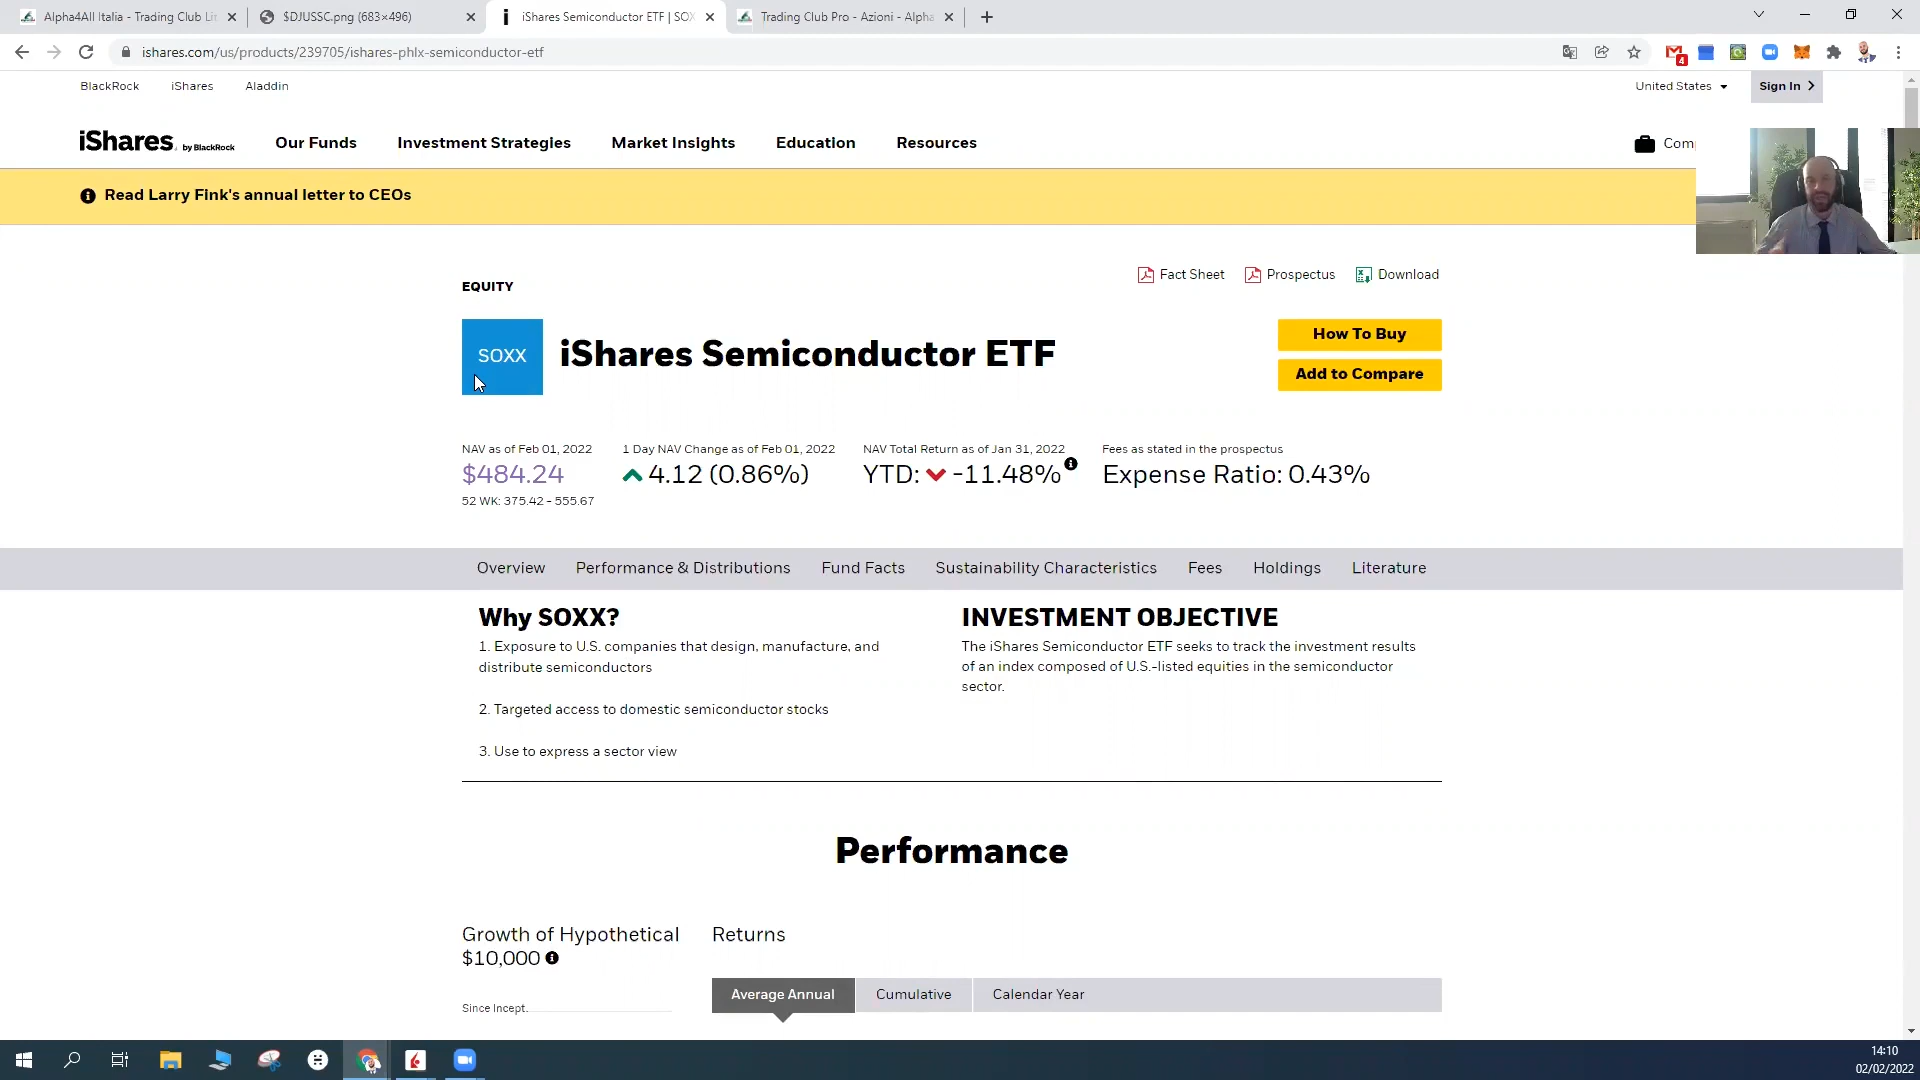 Alpha4All Italia - Trading Club Lit
$DJUSSC.png (683×496)
iShares Semiconductor ETF | SOX
Trading Club Pro - Azioni - Alpha
ishares.com/us/products/239705/ishares-phlx-semiconductor-etf
4
BlackRock iShares Aladdin
United States
Sign In
iShares. by BlackRock
Our Funds
Investment Strategies
Market Insights
Education
Resources
Com
Read Larry Fink's annual letter to CEOs
Fact Sheet
Prospectus
Download
EQUITY
SOXX
iShares Semiconductor ETF
How To Buy
Add to Compare
NAV as of Feb 01, 2022
$484.24
52 WK: 375.42 - 555.67
1 Day NAV Change as of Feb 01, 2022
4.12 (0.86%)
NAV Total Return as of Jan 31, 2022
YTD: -11.48%
Fees as stated in the prospectus
Expense Ratio: 0.43%
Overview
Performance & Distributions
Fund Facts
Sustainability Characteristics
Fees
Holdings
Literature
Why SOXX?
1. Exposure to U.S. companies that design, manufacture, and
distribute semiconductors
2. Targeted access to domestic semiconductor stocks
3. Use to express a sector view
INVESTMENT OBJECTIVE
The iShares Semiconductor ETF seeks to track the investment results
of an index composed of U.S.-listed equities in the semiconductor
sector.
Performance
Growth of Hypothetical
$10,000
Since Incept.
Returns
Average Annual
Cumulative
Calendar Year
14:10
02/02/2022